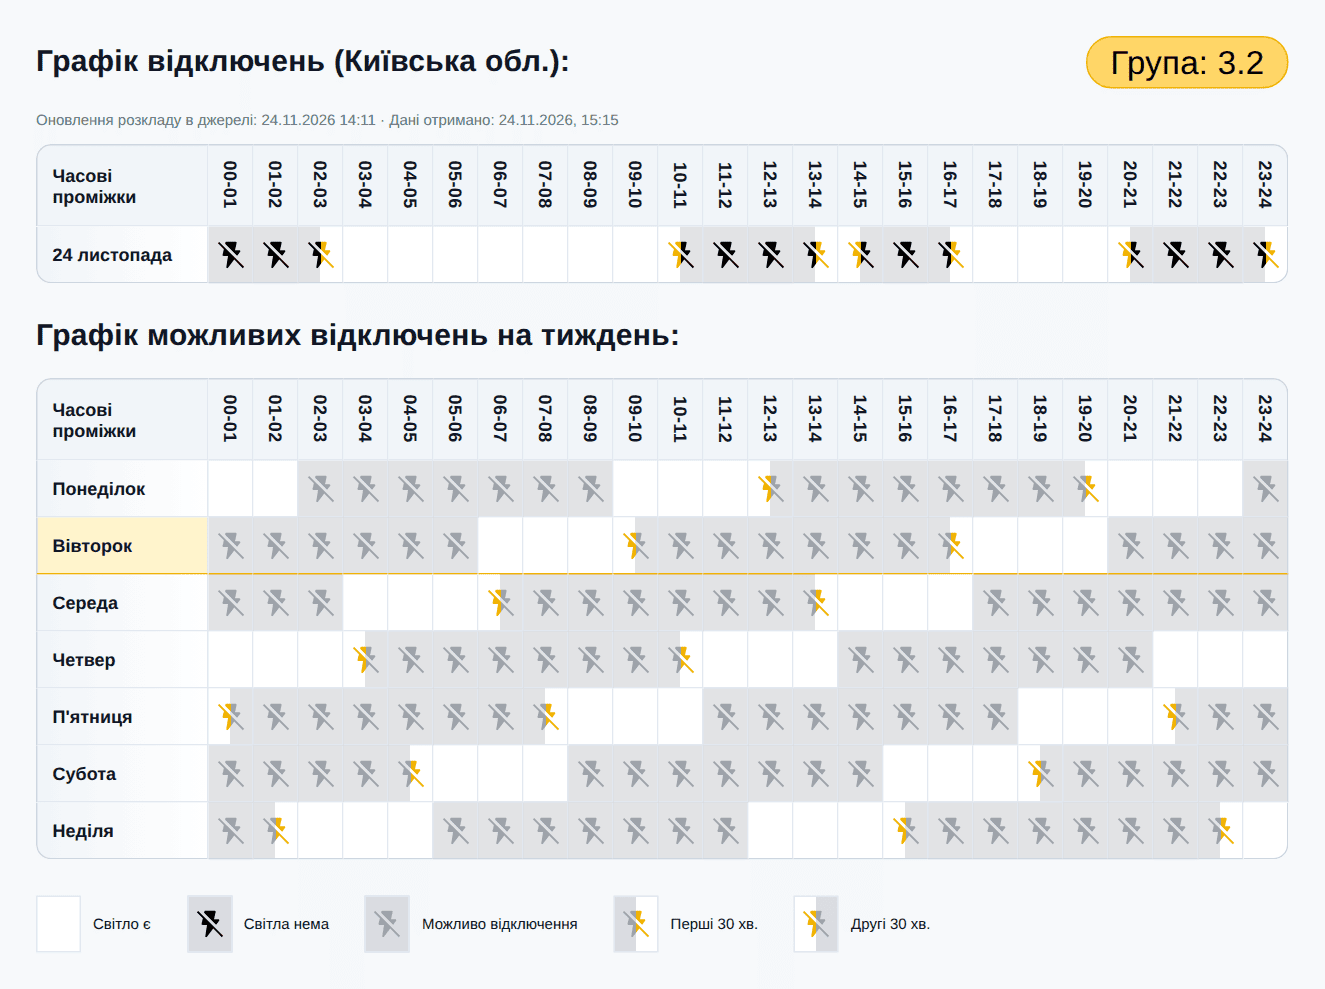 Графік відключень (Київська обл.):
Група: 3.2
Оновлення розкладу в джерелі: 24.11.2026 14:11 · Дані отримано: 24.11.2026, 15:15
Часові проміжки 00-01 01-02 02-03 03-04 04-05 05-06 06-07 07-08 08-09 09-10 10-11 11-12 12-13 13-14 14-15 15-16 16-17 17-18 18-19 19-20 20-21 21-22 22-23 23-24
24 листопада
Графік можливих відключень на тиждень:
Часові проміжки 00-01 01-02 02-03 03-04 04-05 05-06 06-07 07-08 08-09 09-10 10-11 11-12 12-13 13-14 14-15 15-16 16-17 17-18 18-19 19-20 20-21 21-22 22-23 23-24
Понеділок
Вівторок
Середа
Четвер
П'ятниця
Субота
Неділя
Світло є Світла нема Можливо відключення Перші 30 хв. Другі 30 хв.